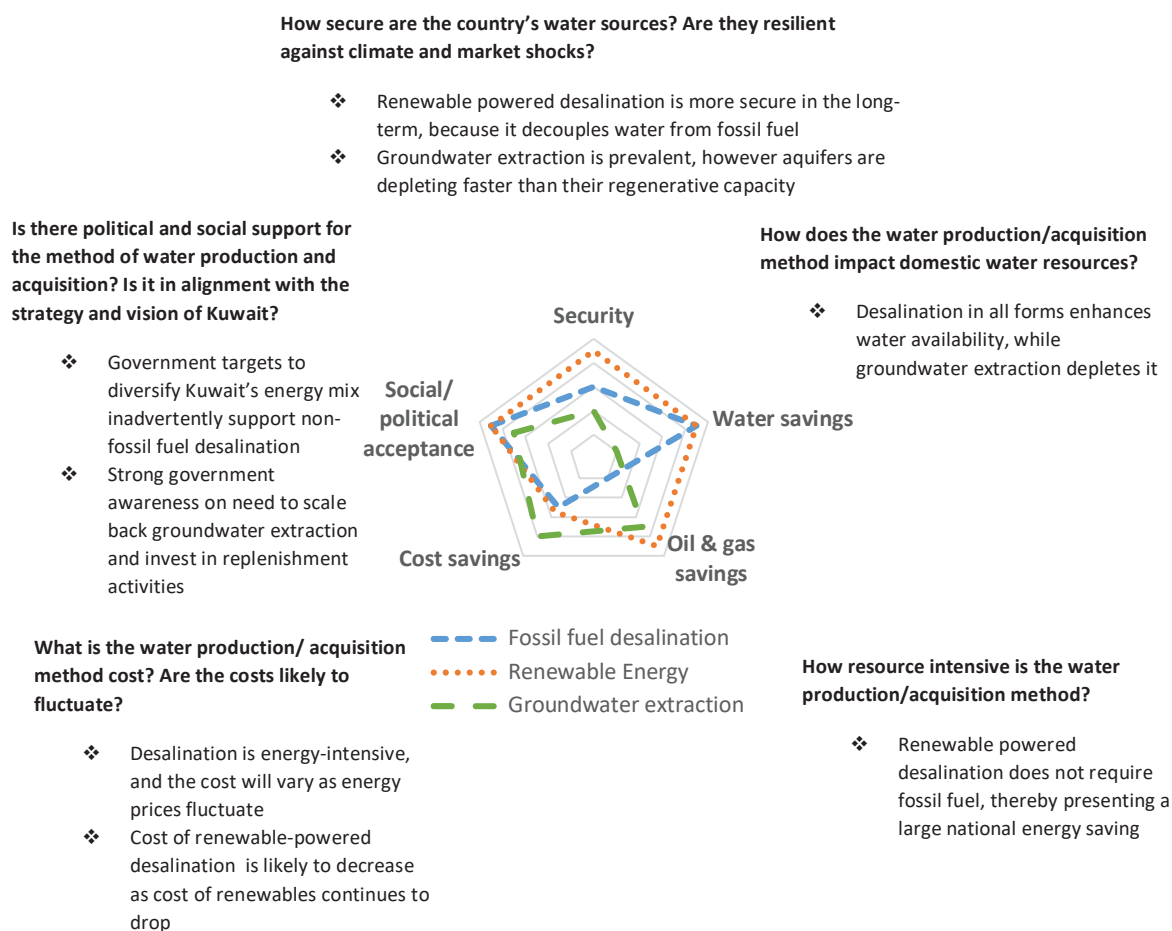 How secure are the country’s water sources? Are they resilient
against climate and market shocks?
❖ Renewable powered desalination is more secure in the long-
term, because it decouples water from fossil fuel
❖ Groundwater extraction is prevalent, however aquifers are
depleting faster than their regenerative capacity
Is there political and social support for
the method of water production and
acquisition? Is it in alignment with the
strategy and vision of Kuwait?
❖ Government targets to
diversify Kuwait’s energy mix
inadvertently support non-
fossil fuel desalination
❖ Strong government
awareness on need to scale
back groundwater extraction
and invest in replenishment
activities
How does the water production/acquisition
method impact domestic water resources?
❖ Desalination in all forms enhances
water availability, while
groundwater extraction depletes it
Security
Social/
political
acceptance
Water savings
Cost savings
Oil & gas
savings
Fossil fuel desalination
Renewable Energy
Groundwater extraction
What is the water production/ acquisition
method cost? Are the costs likely to
fluctuate?
❖ Desalination is energy-intensive,
and the cost will vary as energy
prices fluctuate
❖ Cost of renewable-powered
desalination is likely to decrease
as cost of renewables continues to
drop
How resource intensive is the water
production/acquisition method?
❖ Renewable powered
desalination does not require
fossil fuel, thereby presenting a
large national energy saving